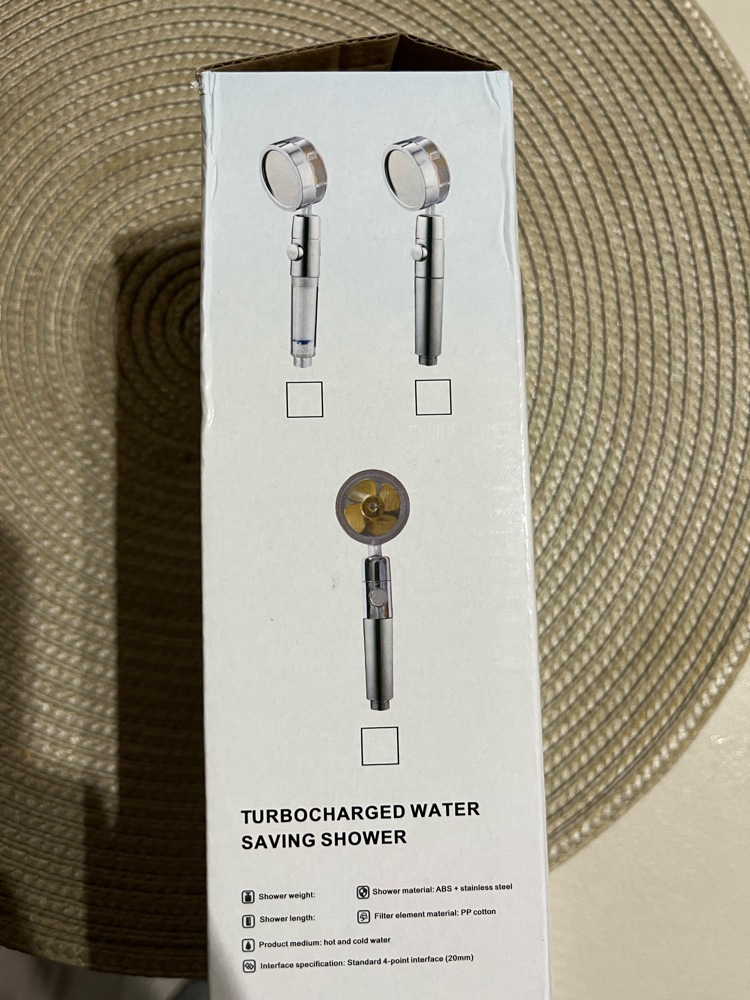 TURBOCHARGED WATER
SAVING SHOWER
Shower weight:
Shower material: ABS + stainless steel
Shower length:
Filter element material: PP cotton
Product medium: hot and cold water
Interface specification: Standard 4-point interface (20mm)